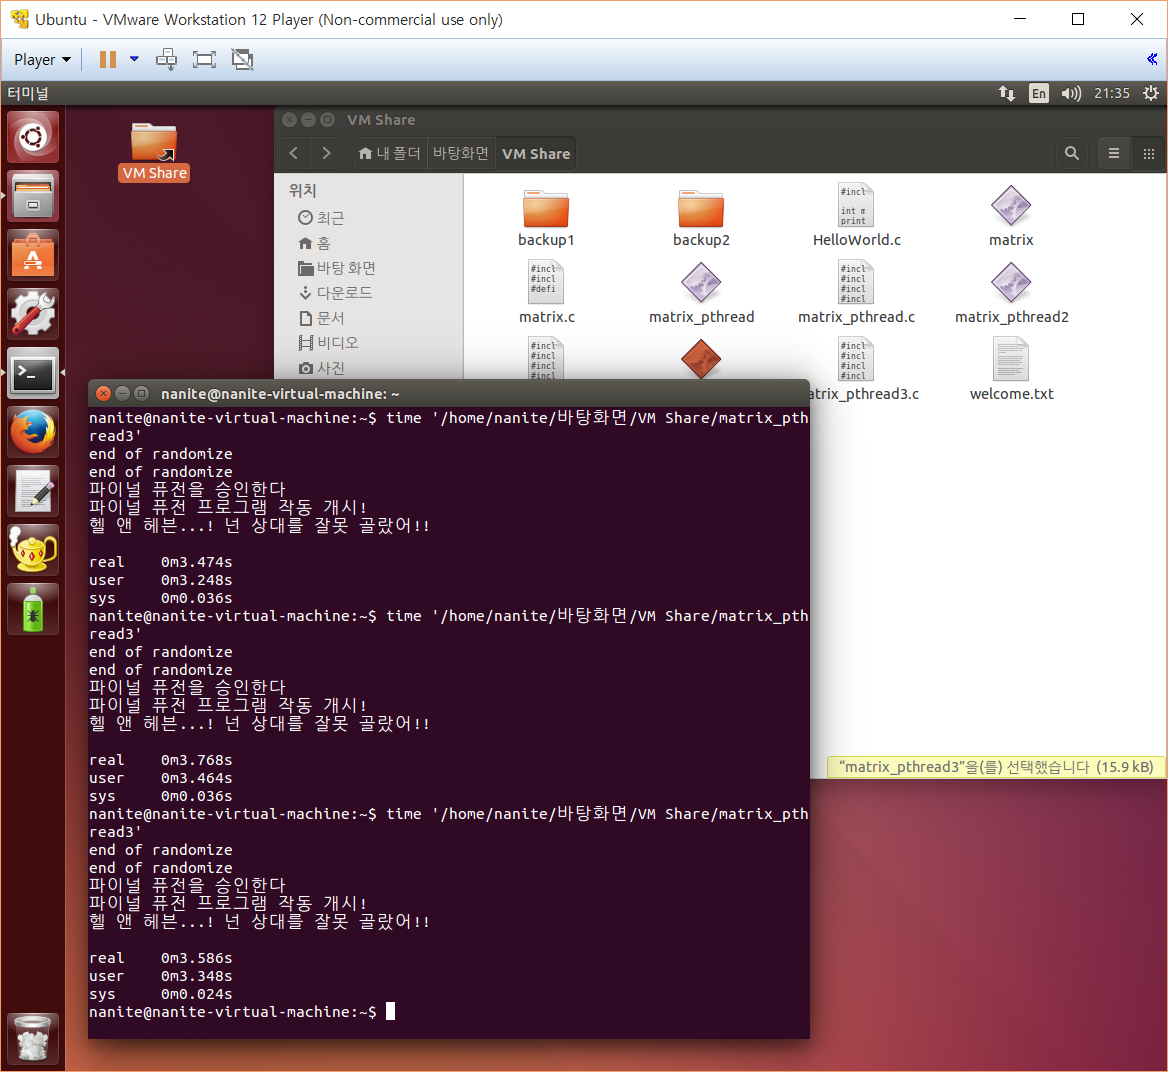 Ubuntu - VMware Workstation 12 Player (Non-commercial use only)
Player
터미널
En
21:35
VM Share
VM Share
내 폴더
바탕화면
VM Share
위치
최근
홈
바탕 화면
다운로드
문서
비디오
사진
backup1
backup2
#incl
int m
print
HelloWorld.c
matrix
#incl
#incl
#defi
matrix.c
matrix_pthread
#incl
#incl
#incl
#incl
matrix_pthread.c
matrix_pthread2
#incl
#incl
#incl
#incl
#incl
#incl
#incl
#incl
atrix_pthread3.c
welcome.txt
nanite@nanite-virtual-machine: ~
nanite@nanite-virtual-machine:~$ time '/home/nanite/바탕화면/VM Share/matrix_pth
read3'
end of randomize
end of randomize
파이널 퓨전을 승인한다
파이널 퓨전 프로그램 작동 개시!
헬 앤 헤븐...! 넌 상대를 잘못 골랐어!!
real 0m3.474s
user 0m3.248s
sys 0m0.036s
nanite@nanite-virtual-machine:~$ time '/home/nanite/바탕화면/VM Share/matrix_pth
read3'
end of randomize
end of randomize
파이널 퓨전을 승인한다
파이널 퓨전 프로그램 작동 개시!
헬 앤 헤븐...! 넌 상대를 잘못 골랐어!!
real 0m3.768s
user 0m3.464s
sys 0m0.036s
nanite@nanite-virtual-machine:~$ time '/home/nanite/바탕화면/VM Share/matrix_pth
read3'
end of randomize
end of randomize
파이널 퓨전을 승인한다
파이널 퓨전 프로그램 작동 개시!
헬 앤 헤븐...! 넌 상대를 잘못 골랐어!!
real 0m3.586s
user 0m3.348s
sys 0m0.024s
nanite@nanite-virtual-machine:~$
“matrix_pthread3”을(를) 선택했습니다 (15.9 kB)